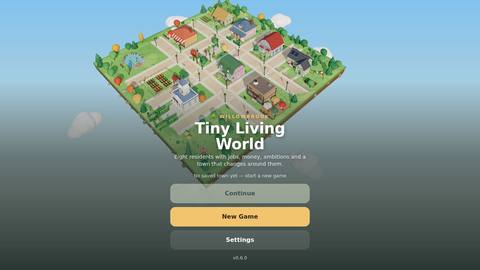 WILLOWBROOK
Tiny Living
World
Eight residents with jobs, money, ambitions and a
town that changes around them.
No saved town yet — start a new game
Continue
New Game
Settings
v0.6.0